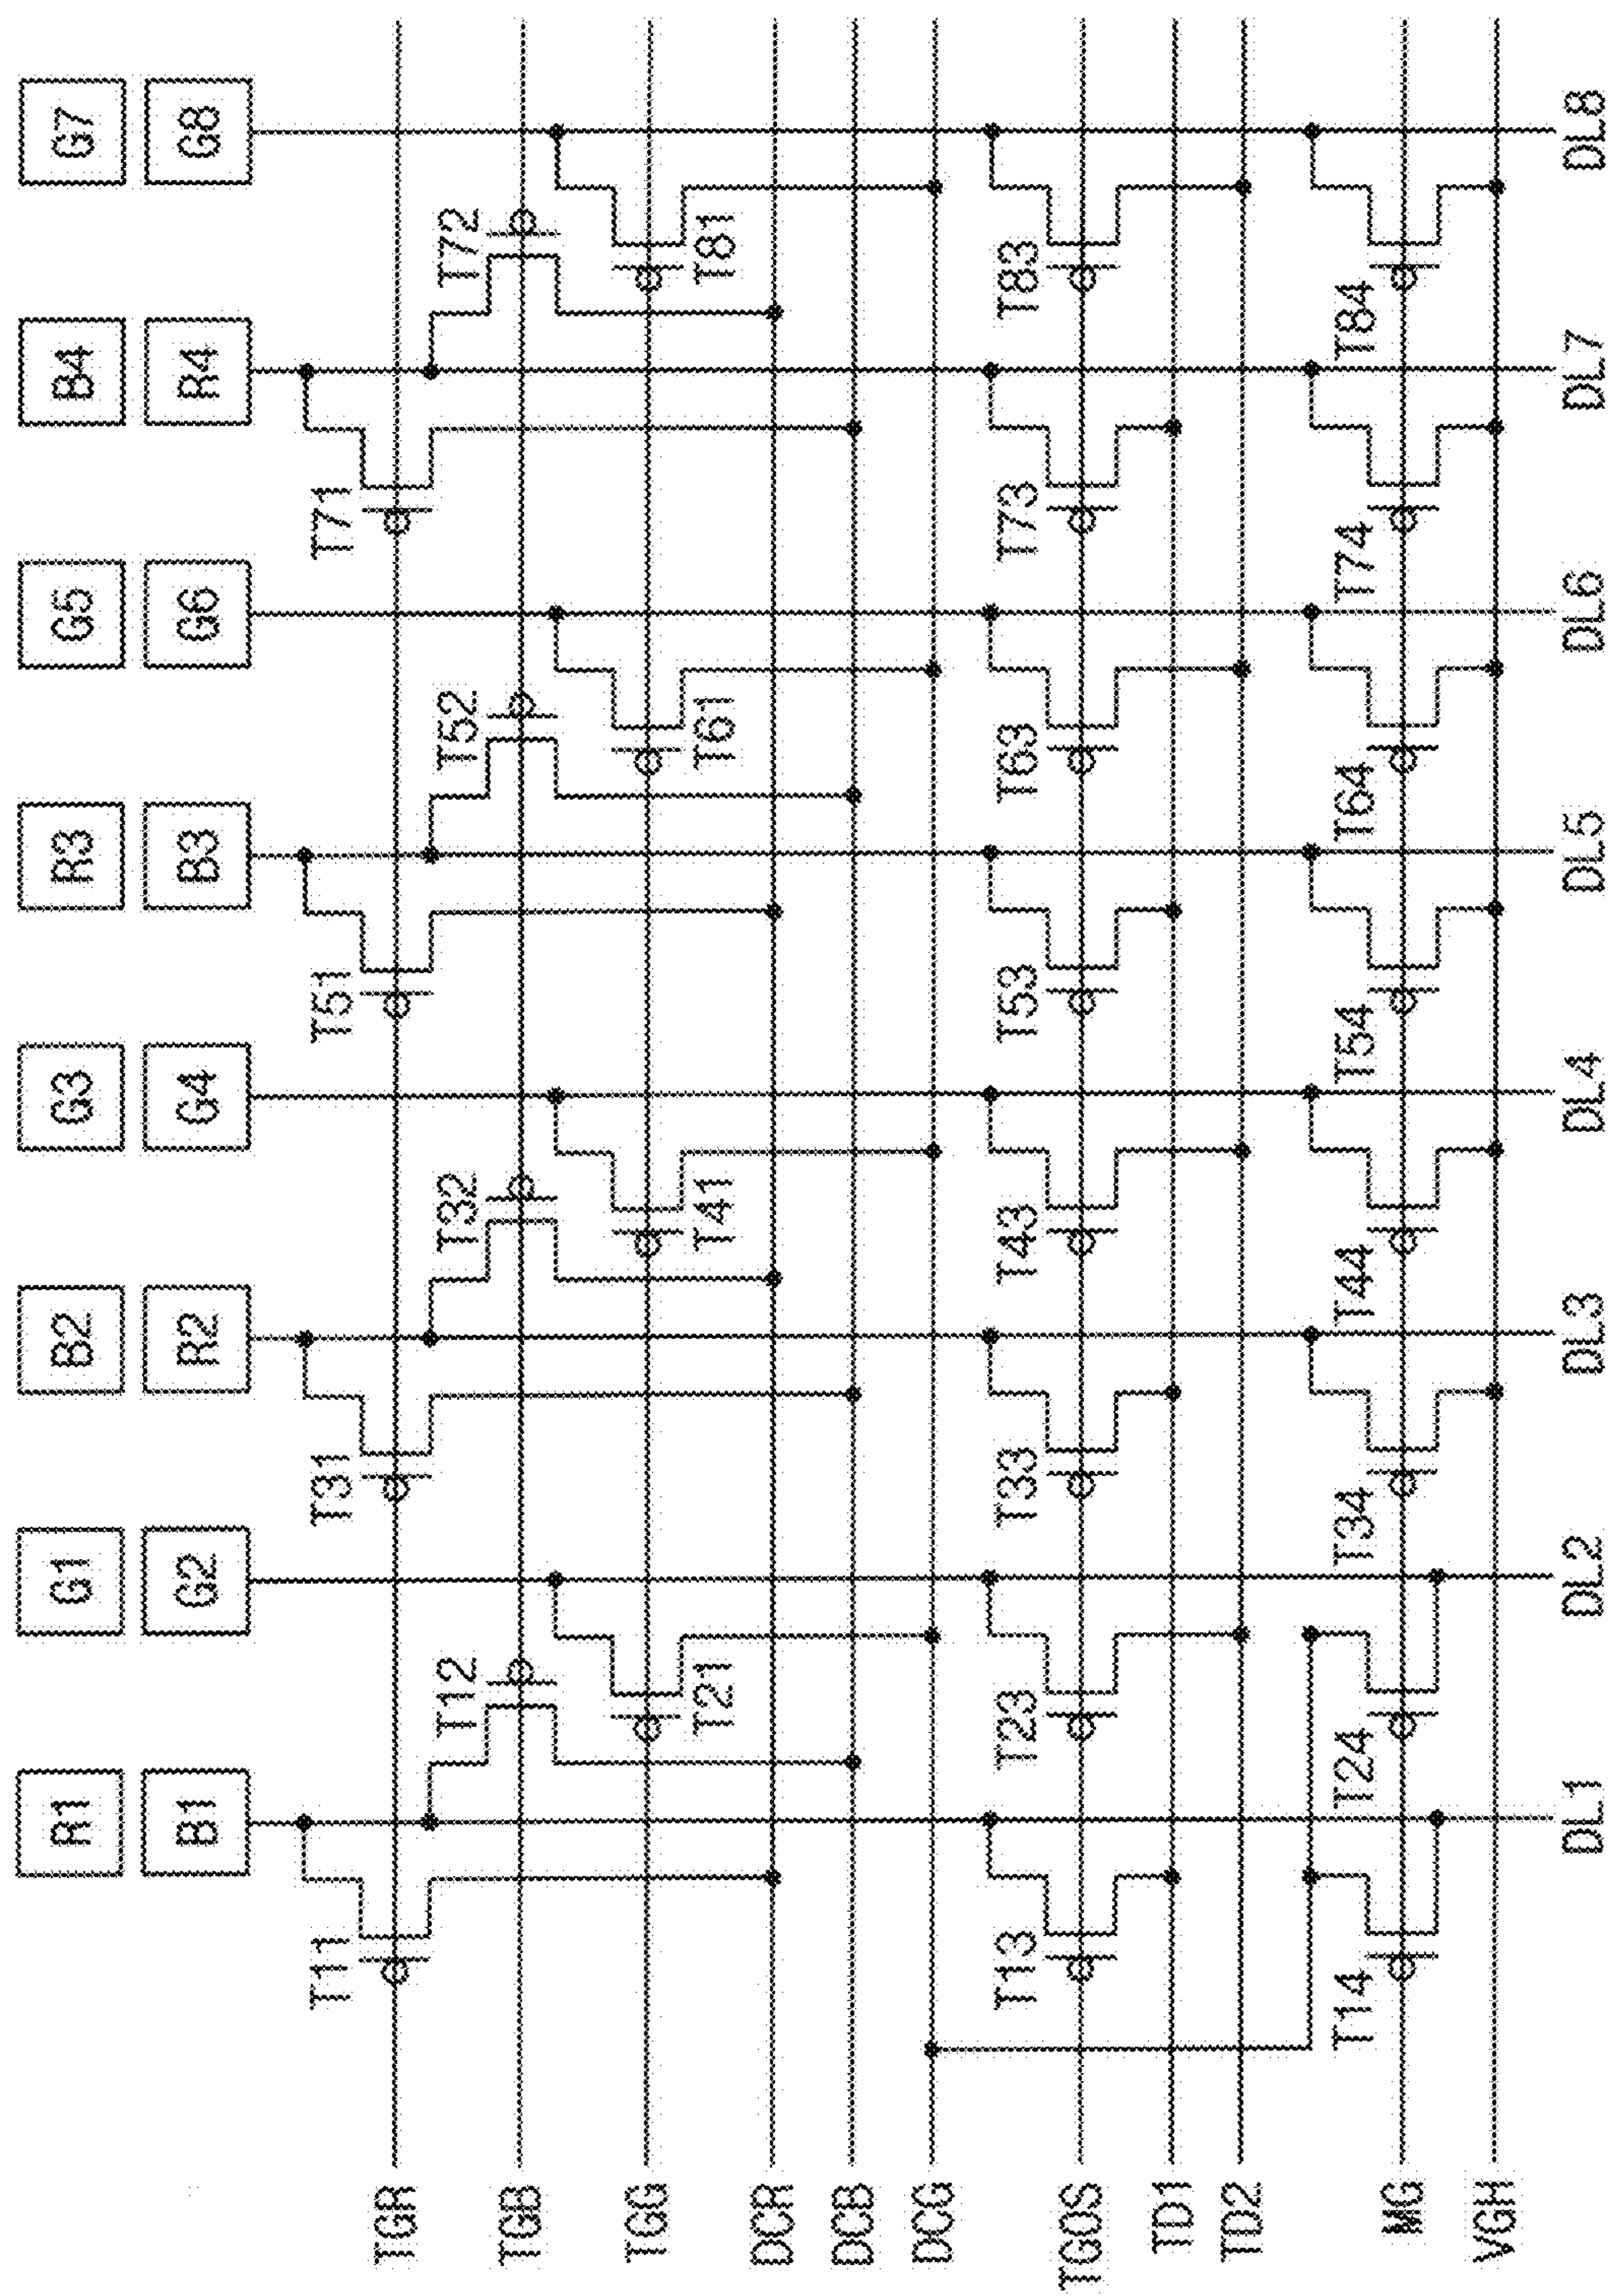 R1 G1 B2 G3 R3 G5 B4 G7
B1 G2 R2 G4 B3 G6 R4 G8
T11 T31 T51 T71
TGR
T12 T32 T52 T72
TGB
TGG
T21 T41 T61 T81
DCR
DCB
DCG
T13 T23 T33 T43 T53 T63 T73 T83
TGOS
TD1
TD2
T14 T24 T34 T44 T54 T64 T74 T84
MG
VGH
DL1 DL2 DL3 DL4 DL5 DL6 DL7 DL8